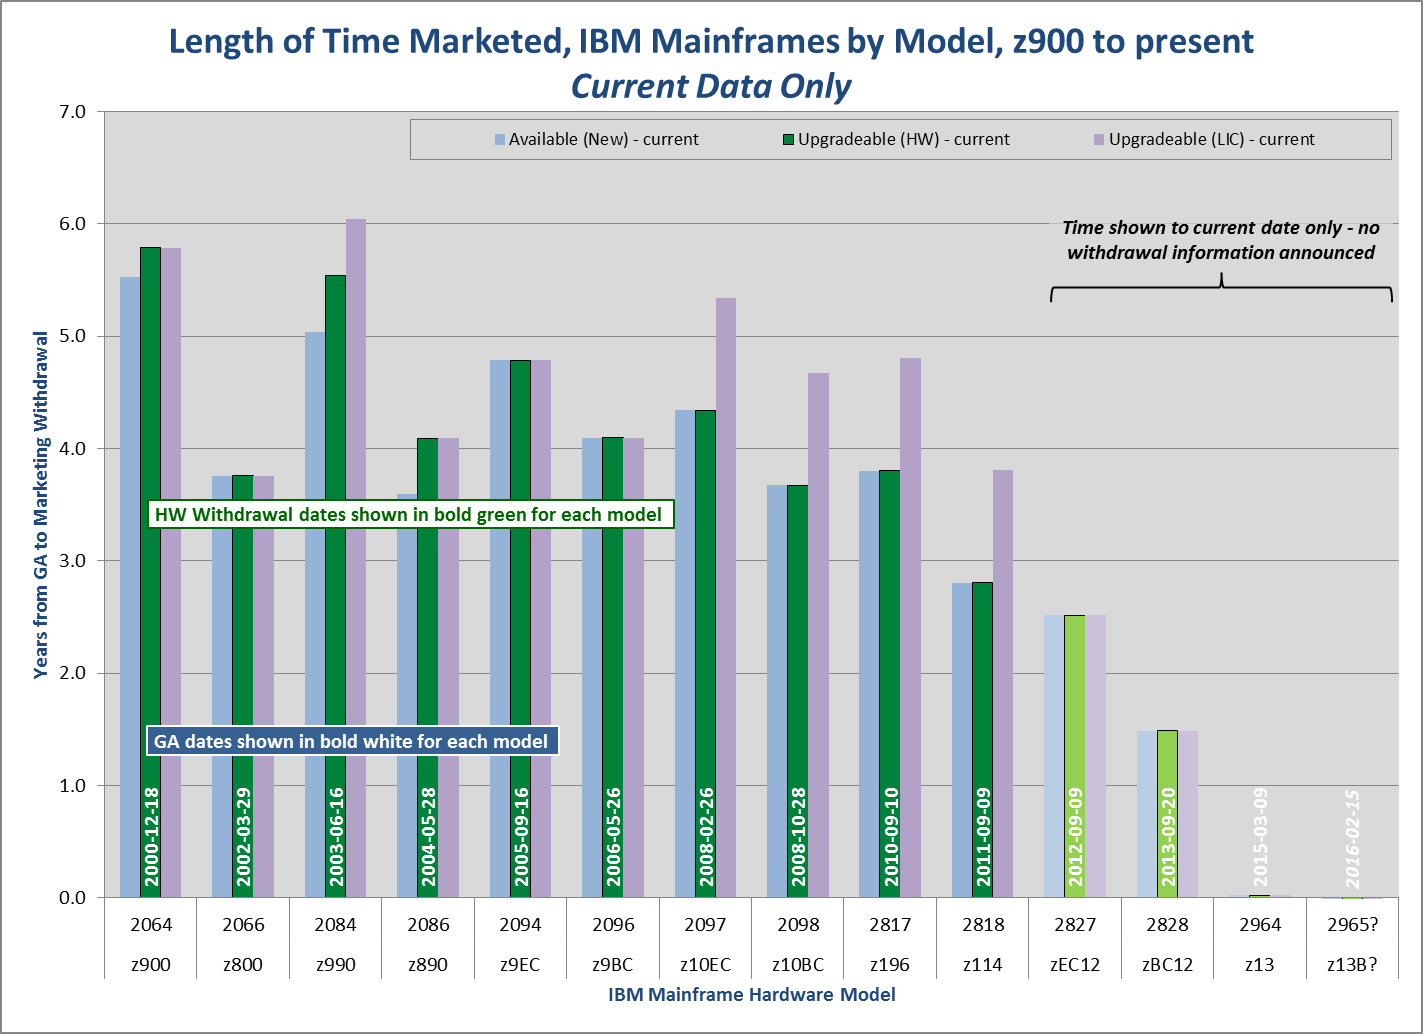 Length of Time Marketed, IBM Mainframes by Model, z900 to present
Current Data Only
7.0
6.0
5.0
4.0
3.0
2.0
1.0
0.0
Years from GA to Marketing Withdrawal
Available (New) - current
Upgradeable (HW) - current
Upgradeable (LIC) - current
Time shown to current date only - no
withdrawal information announced
HW Withdrawal dates shown in bold green for each model
GA dates shown in bold white for each model
2000-12-18
2002-03-29
2003-06-16
2004-05-28
2005-09-16
2006-05-26
2008-02-26
2008-10-28
2010-09-10
2011-09-09
2012-09-09
2013-09-20
2015-03-09
2016-02-15
2064 2066 2084 2086 2094 2096 2097 2098 2817 2818 2827 2828 2964 2965?
z900 z800 z990 z890 z9EC z9BC z10EC z10BC z196 z114 zEC12 zBC12 z13 z13B?
IBM Mainframe Hardware Model